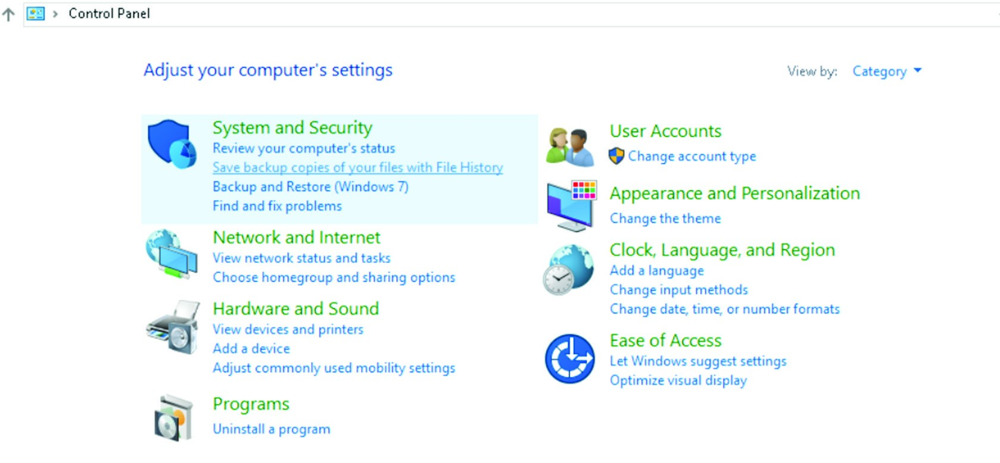 Control Panel
Adjust your computer's settings
View by: Category
System and Security
Review your computer's status
Save backup copies of your files with File History
Backup and Restore (Windows 7)
Find and fix problems
Network and Internet
View network status and tasks
Choose homegroup and sharing options
Hardware and Sound
View devices and printers
Add a device
Adjust commonly used mobility settings
Programs
Uninstall a program
User Accounts
Change account type
Appearance and Personalization
Change the theme
Clock, Language, and Region
Add a language
Change input methods
Change date, time, or number formats
Ease of Access
Let Windows suggest settings
Optimize visual display